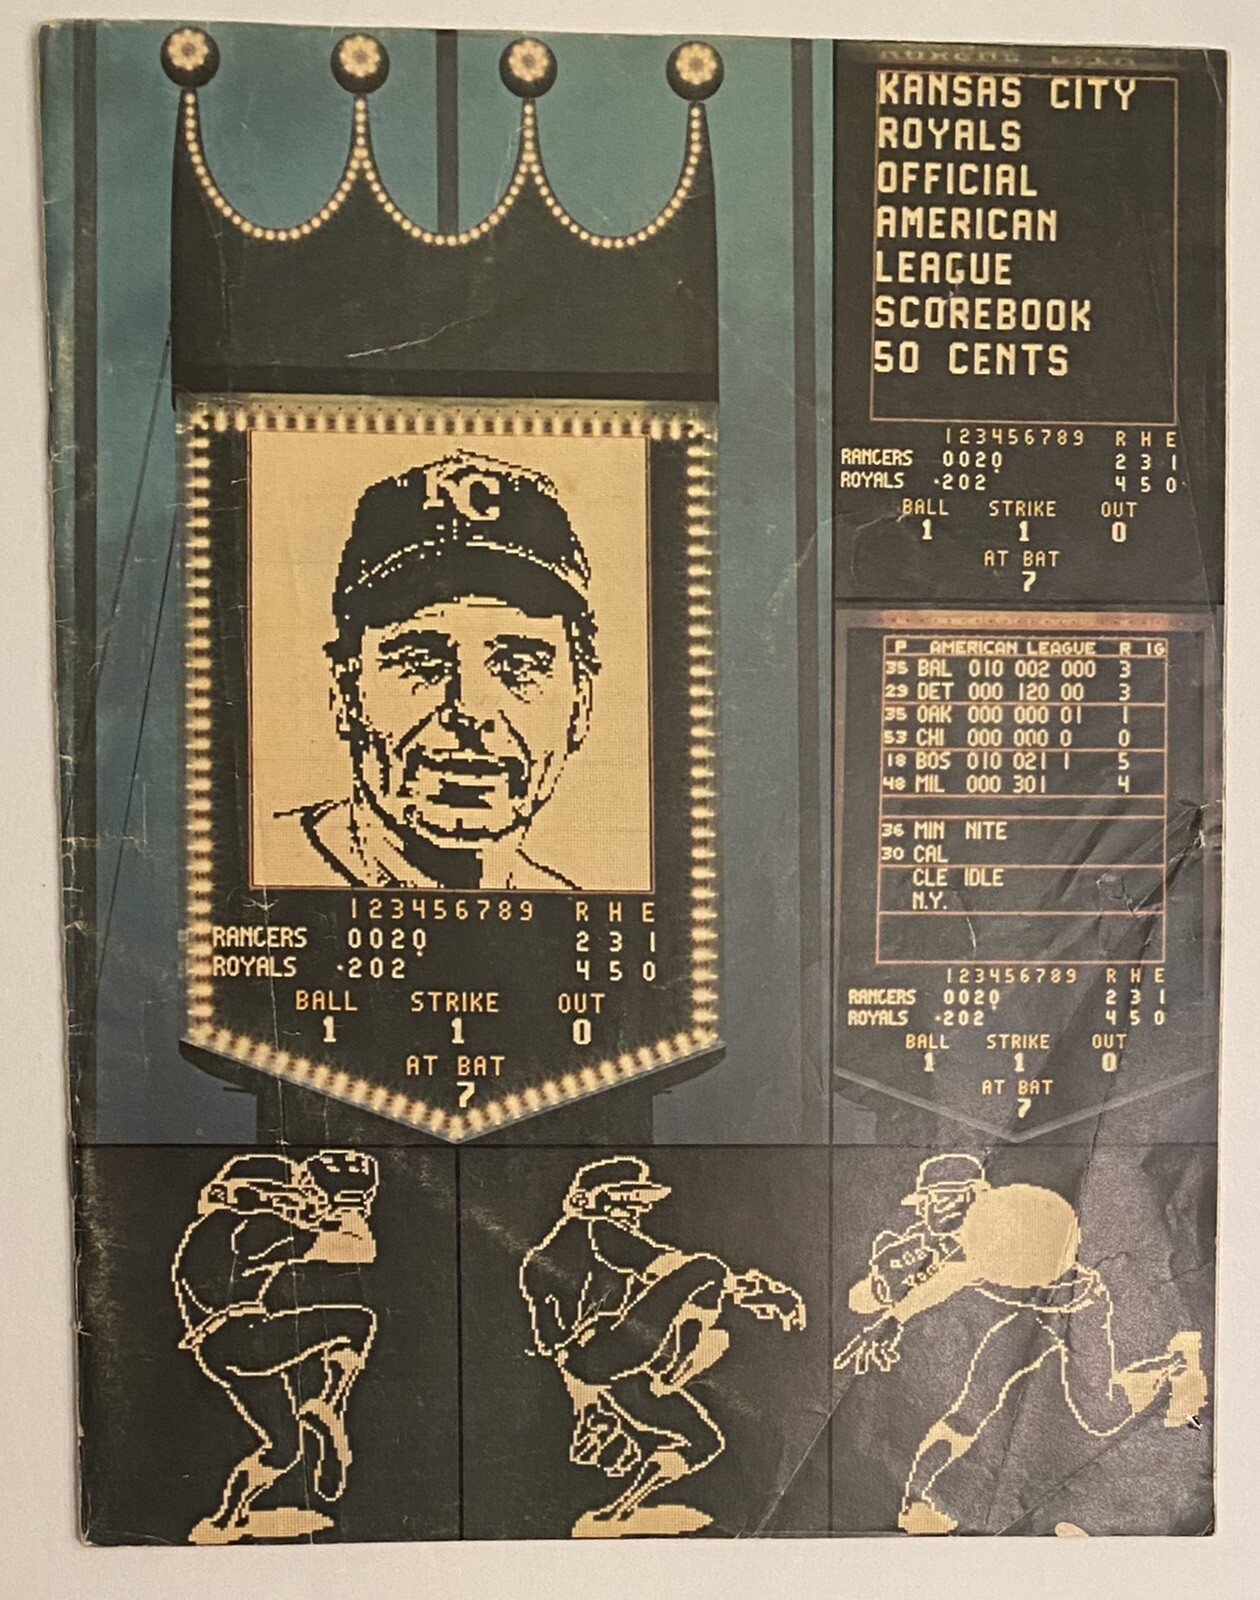 KANSAS CITY
ROYALS
OFFICIAL
AMERICAN
LEAGUE
SCOREBOOK
50 CENTS
123456789 R H E
RANGERS 0020 2 3 1
ROYALS 202 4 5 0
BALL STRIKE OUT
1 1 0
AT BAT
7
KC
123456789 R H E
RANGERS 0020 2 3 1
ROYALS 202 4 5 0
BALL STRIKE OUT
1 1 0
AT BAT
7
P AMERICAN LEAGUE R IG
35 BAL 010 002 000 3
29 DET 000 120 00 3
35 OAK 000 000 01 1
53 CHI 000 000 0 0
18 BOS 010 021 1 5
48 MIL 000 301 4
36 MIN NITE
30 CAL
CLE IDLE
N.Y.
123456789 R H E
RANGERS 0020 2 3 1
ROYALS 202 4 5 0
BALL STRIKE OUT
1 1 0
AT BAT
7